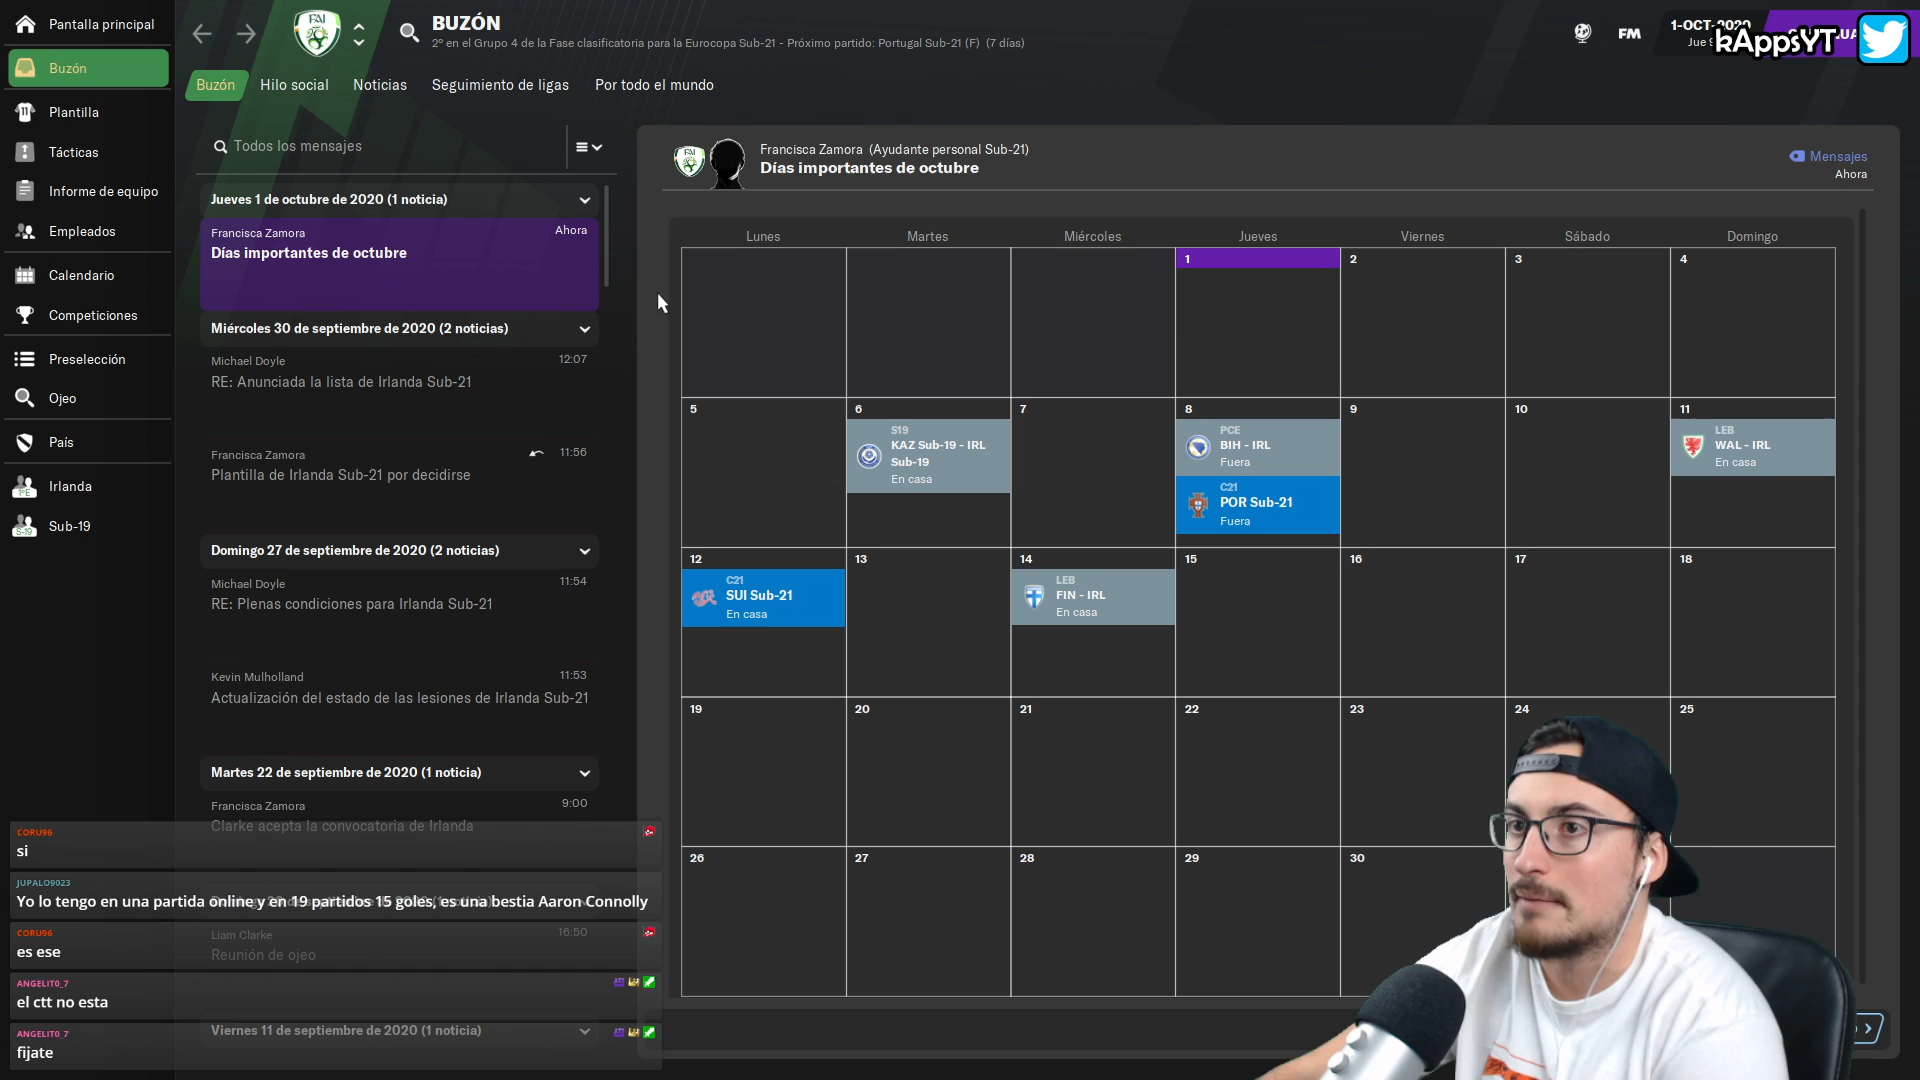 Pantalla principal
Buzón
Plantilla
Tácticas
Informe de equipo
Empleados
Calendario
Competiciones
Preselección
Ojeo
País
Irlanda
Sub-19
FAI
BUZÓN
2º en el Grupo 4 de la Fase clasificatoria para la Eurocopa Sub-21 - Próximo partido: Portugal Sub-21 (F) (7 días)
FM
1-OCT-2020
Jue
kAppsYT
Buzón
Hilo social
Noticias
Seguimiento de ligas
Por todo el mundo
Todos los mensajes
Jueves 1 de octubre de 2020 (1 noticia)
Francisca Zamora
Ahora
Días importantes de octubre
Miércoles 30 de septiembre de 2020 (2 noticias)
Michael Doyle
12:07
RE: Anunciada la lista de Irlanda Sub-21
Francisca Zamora
11:56
Plantilla de Irlanda Sub-21 por decidirse
Domingo 27 de septiembre de 2020 (2 noticias)
Michael Doyle
11:54
RE: Plenas condiciones para Irlanda Sub-21
Kevin Mulholland
11:53
Actualización del estado de las lesiones de Irlanda Sub-21
Martes 22 de septiembre de 2020 (1 noticia)
Francisca Zamora
9:00
Clarke acepta la convocatoria de Irlanda
Liam Clarke
16:50
Reunión de ojeo
Viernes 11 de septiembre de 2020 (1 noticia)
CORU96
si
JUPALO9023
Yo lo tengo en una partida online y en 19 partidos 15 goles, es una bestia Aaron Connolly
CORU96
es ese
ANGELIT0_7
el ctt no esta
ANGELIT0_7
fijate
Francisca Zamora (Ayudante personal Sub-21)
Días importantes de octubre
Mensajes
Ahora
Lunes
Martes
Miércoles
Jueves
Viernes
Sábado
Domingo
1
2
3
4
5
6
S19
KAZ Sub-19 - IRL
Sub-19
En casa
7
8
PCE
BIH - IRL
Fuera
C21
POR Sub-21
Fuera
9
10
11
LEB
WAL - IRL
En casa
12
C21
SUI Sub-21
En casa
13
14
LEB
FIN - IRL
En casa
15
16
17
18
19
20
21
22
23
24
25
26
27
28
29
30